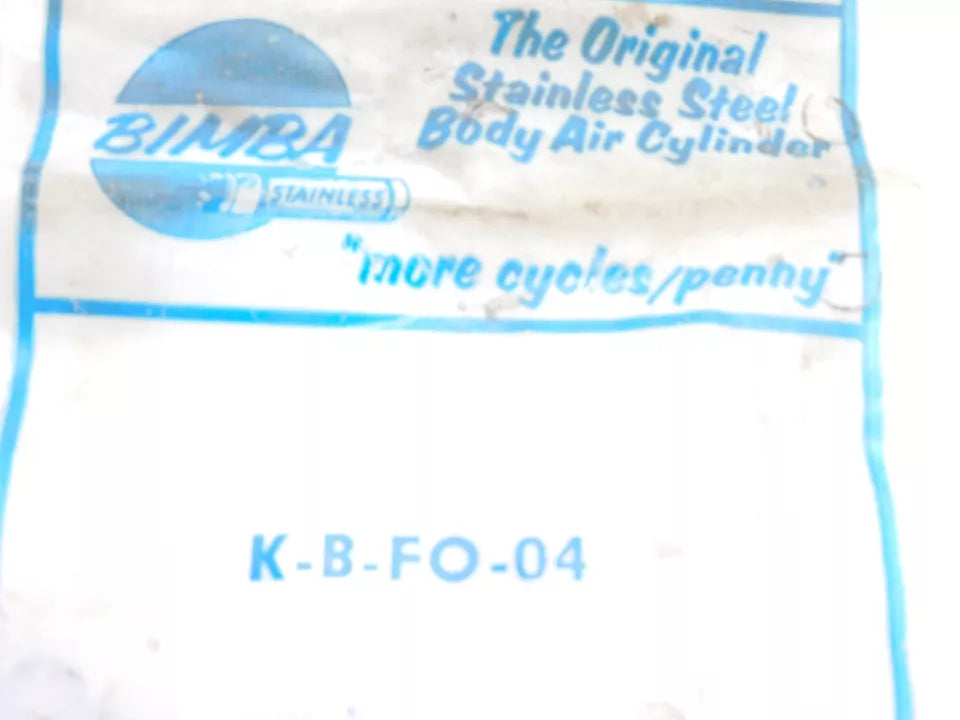 The Original
Stainless Steel
Body Air Cylinder
BIMBA
STAINLESS
"more cycles/penny"
K-B-FO-04